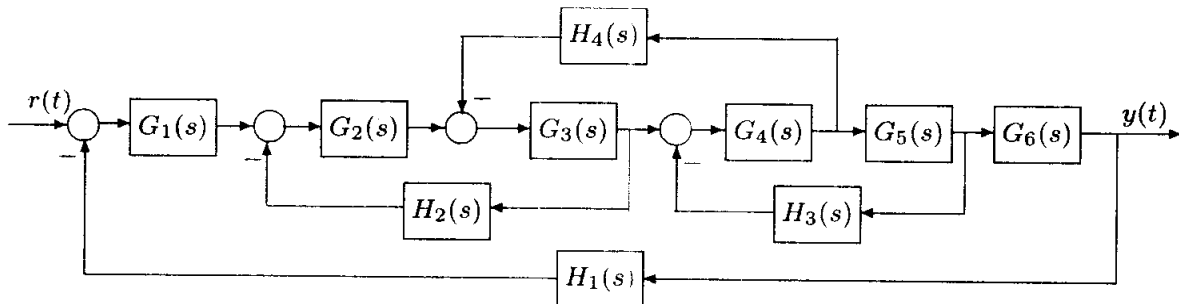 H₄(s)
r(t)
G₁(s)
G₂(s)
G₃(s)
G₄(s)
G₅(s)
G₆(s)
y(t)
−
−
−
−
H₂(s)
H₃(s)
H₁(s)